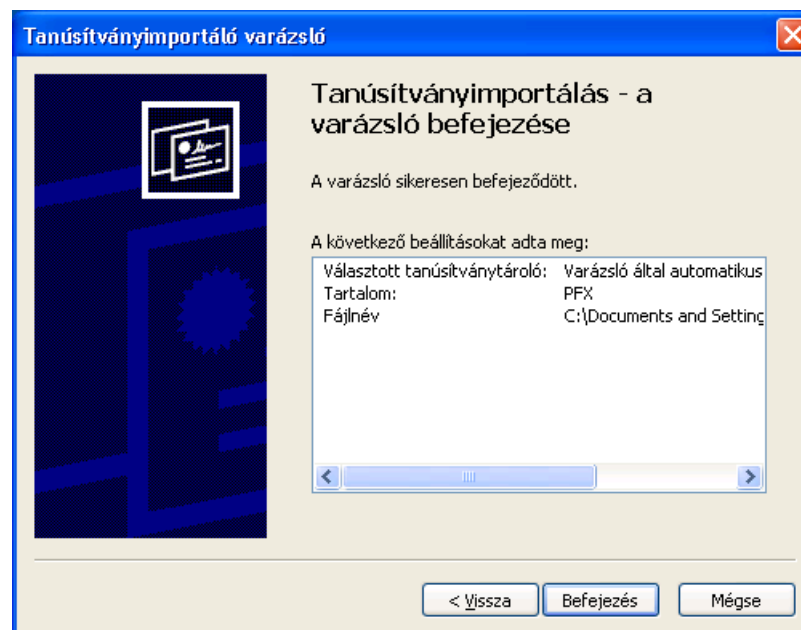 Tanúsítványimportáló varázsló
Tanúsítványimportálás - a
varázsló befejezése
A varázsló sikeresen befejeződött.
A következő beállításokat adta meg:
Választott tanúsítványtároló: Varázsló által automatikus
Tartalom: PFX
Fájlnév C:\Documents and Setting
< Vissza Befejezés Mégse